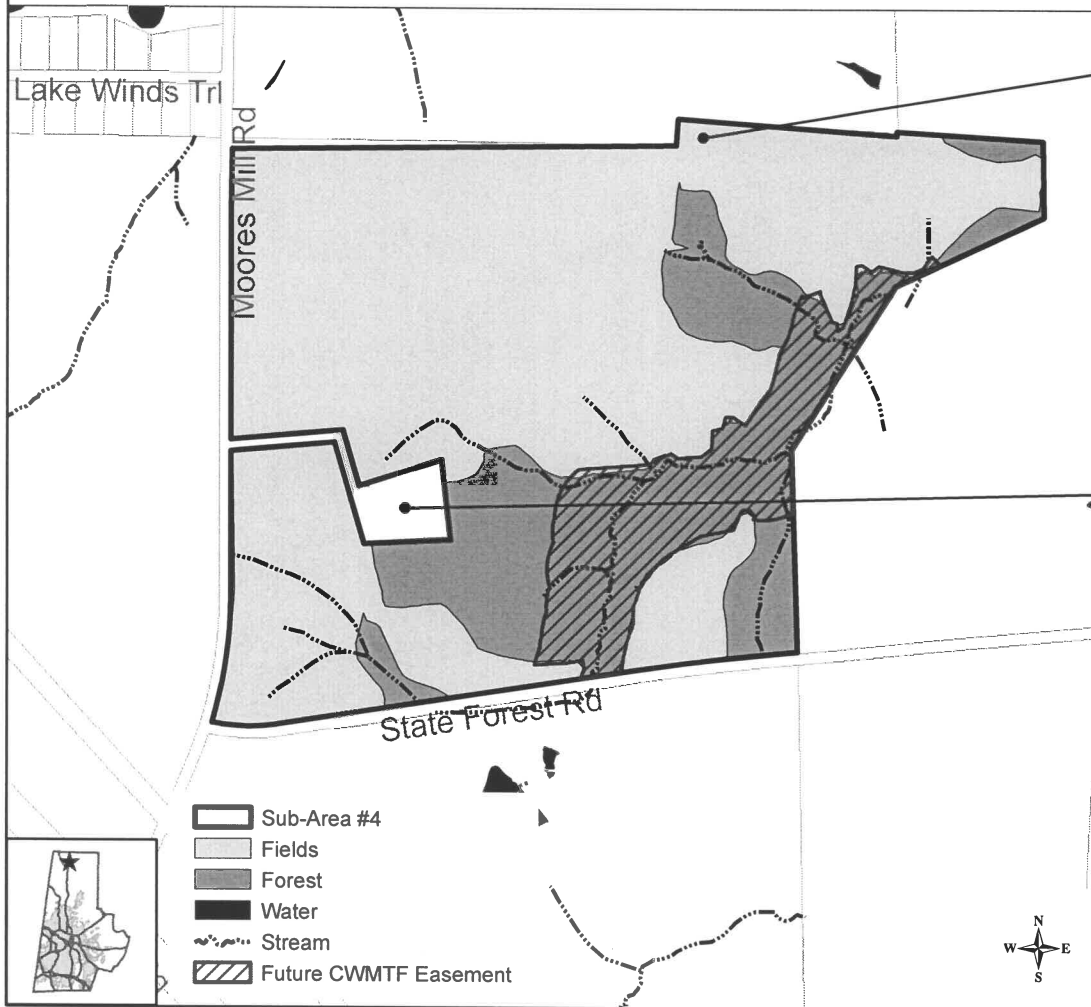 Lake Winds Trl
Moores Mill Rd
State Forest Rd
Sub-Area #4
Fields
Forest
Water
Stream
Future CWMTF Easement
N
W E
S